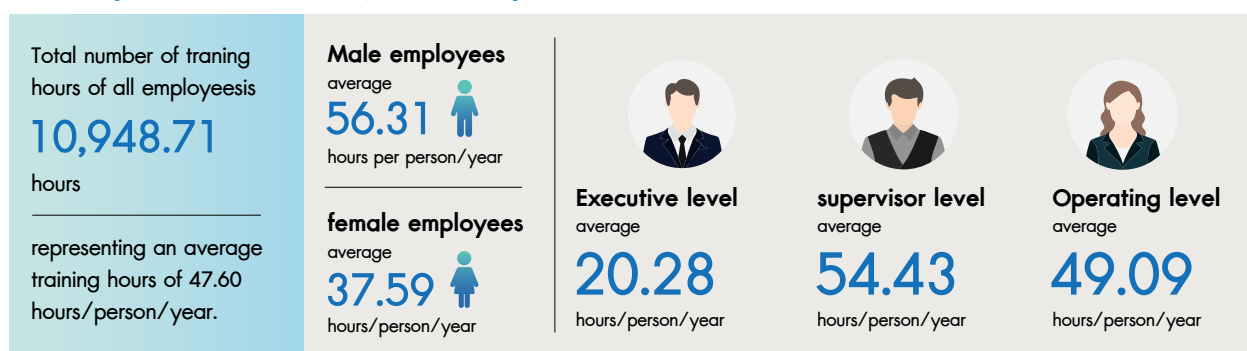 Total number of traning
hours of all employeesis
10,948.71
hours
representing an average
training hours of 47.60
hours/person/year.
Male employees
average
56.31
hours per person/year
female employees
average
37.59
hours/person/year
Executive level
average
20.28
hours/person/year
supervisor level
average
54.43
hours/person/year
Operating level
average
49.09
hours/person/year